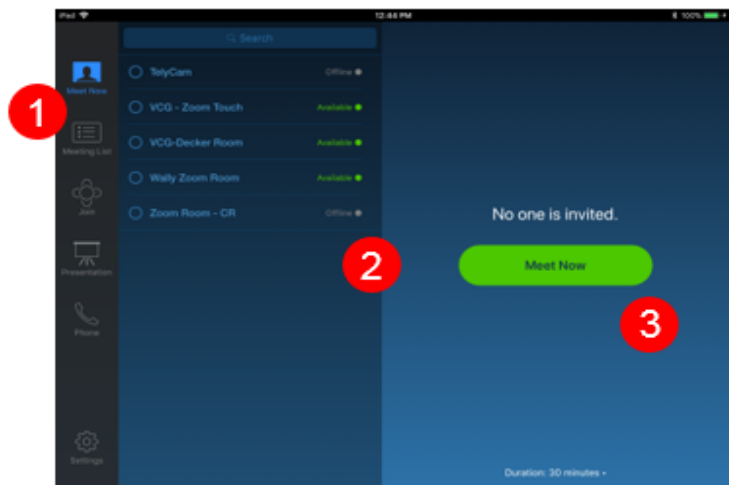 iPad
12:44 PM
100%
Search
Meet Now
Meeting List
Join
Presentation
Phone
Settings
TelyCam Offline
VCG - Zoom Touch Available
VCG-Decker Room Available
Wally Zoom Room Available
Zoom Room - CR Offline
1
2
3
No one is invited.
Meet Now
Duration: 30 minutes